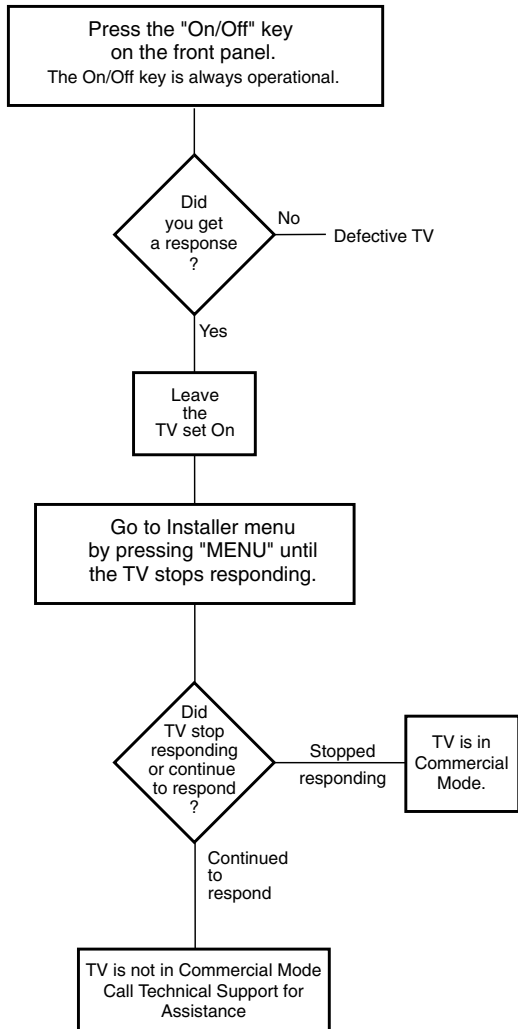 Press the "On/Off" key
on the front panel.
The On/Off key is always operational.
Did
you get
a response
?
No
Defective TV
Yes
Leave
the
TV set On
Go to Installer menu
by pressing "MENU" until
the TV stops responding.
Did
TV stop
responding
or continue
to respond
?
Stopped
responding
TV is in
Commercial
Mode.
Continued
to
respond
TV is not in Commercial Mode
Call Technical Support for
Assistance